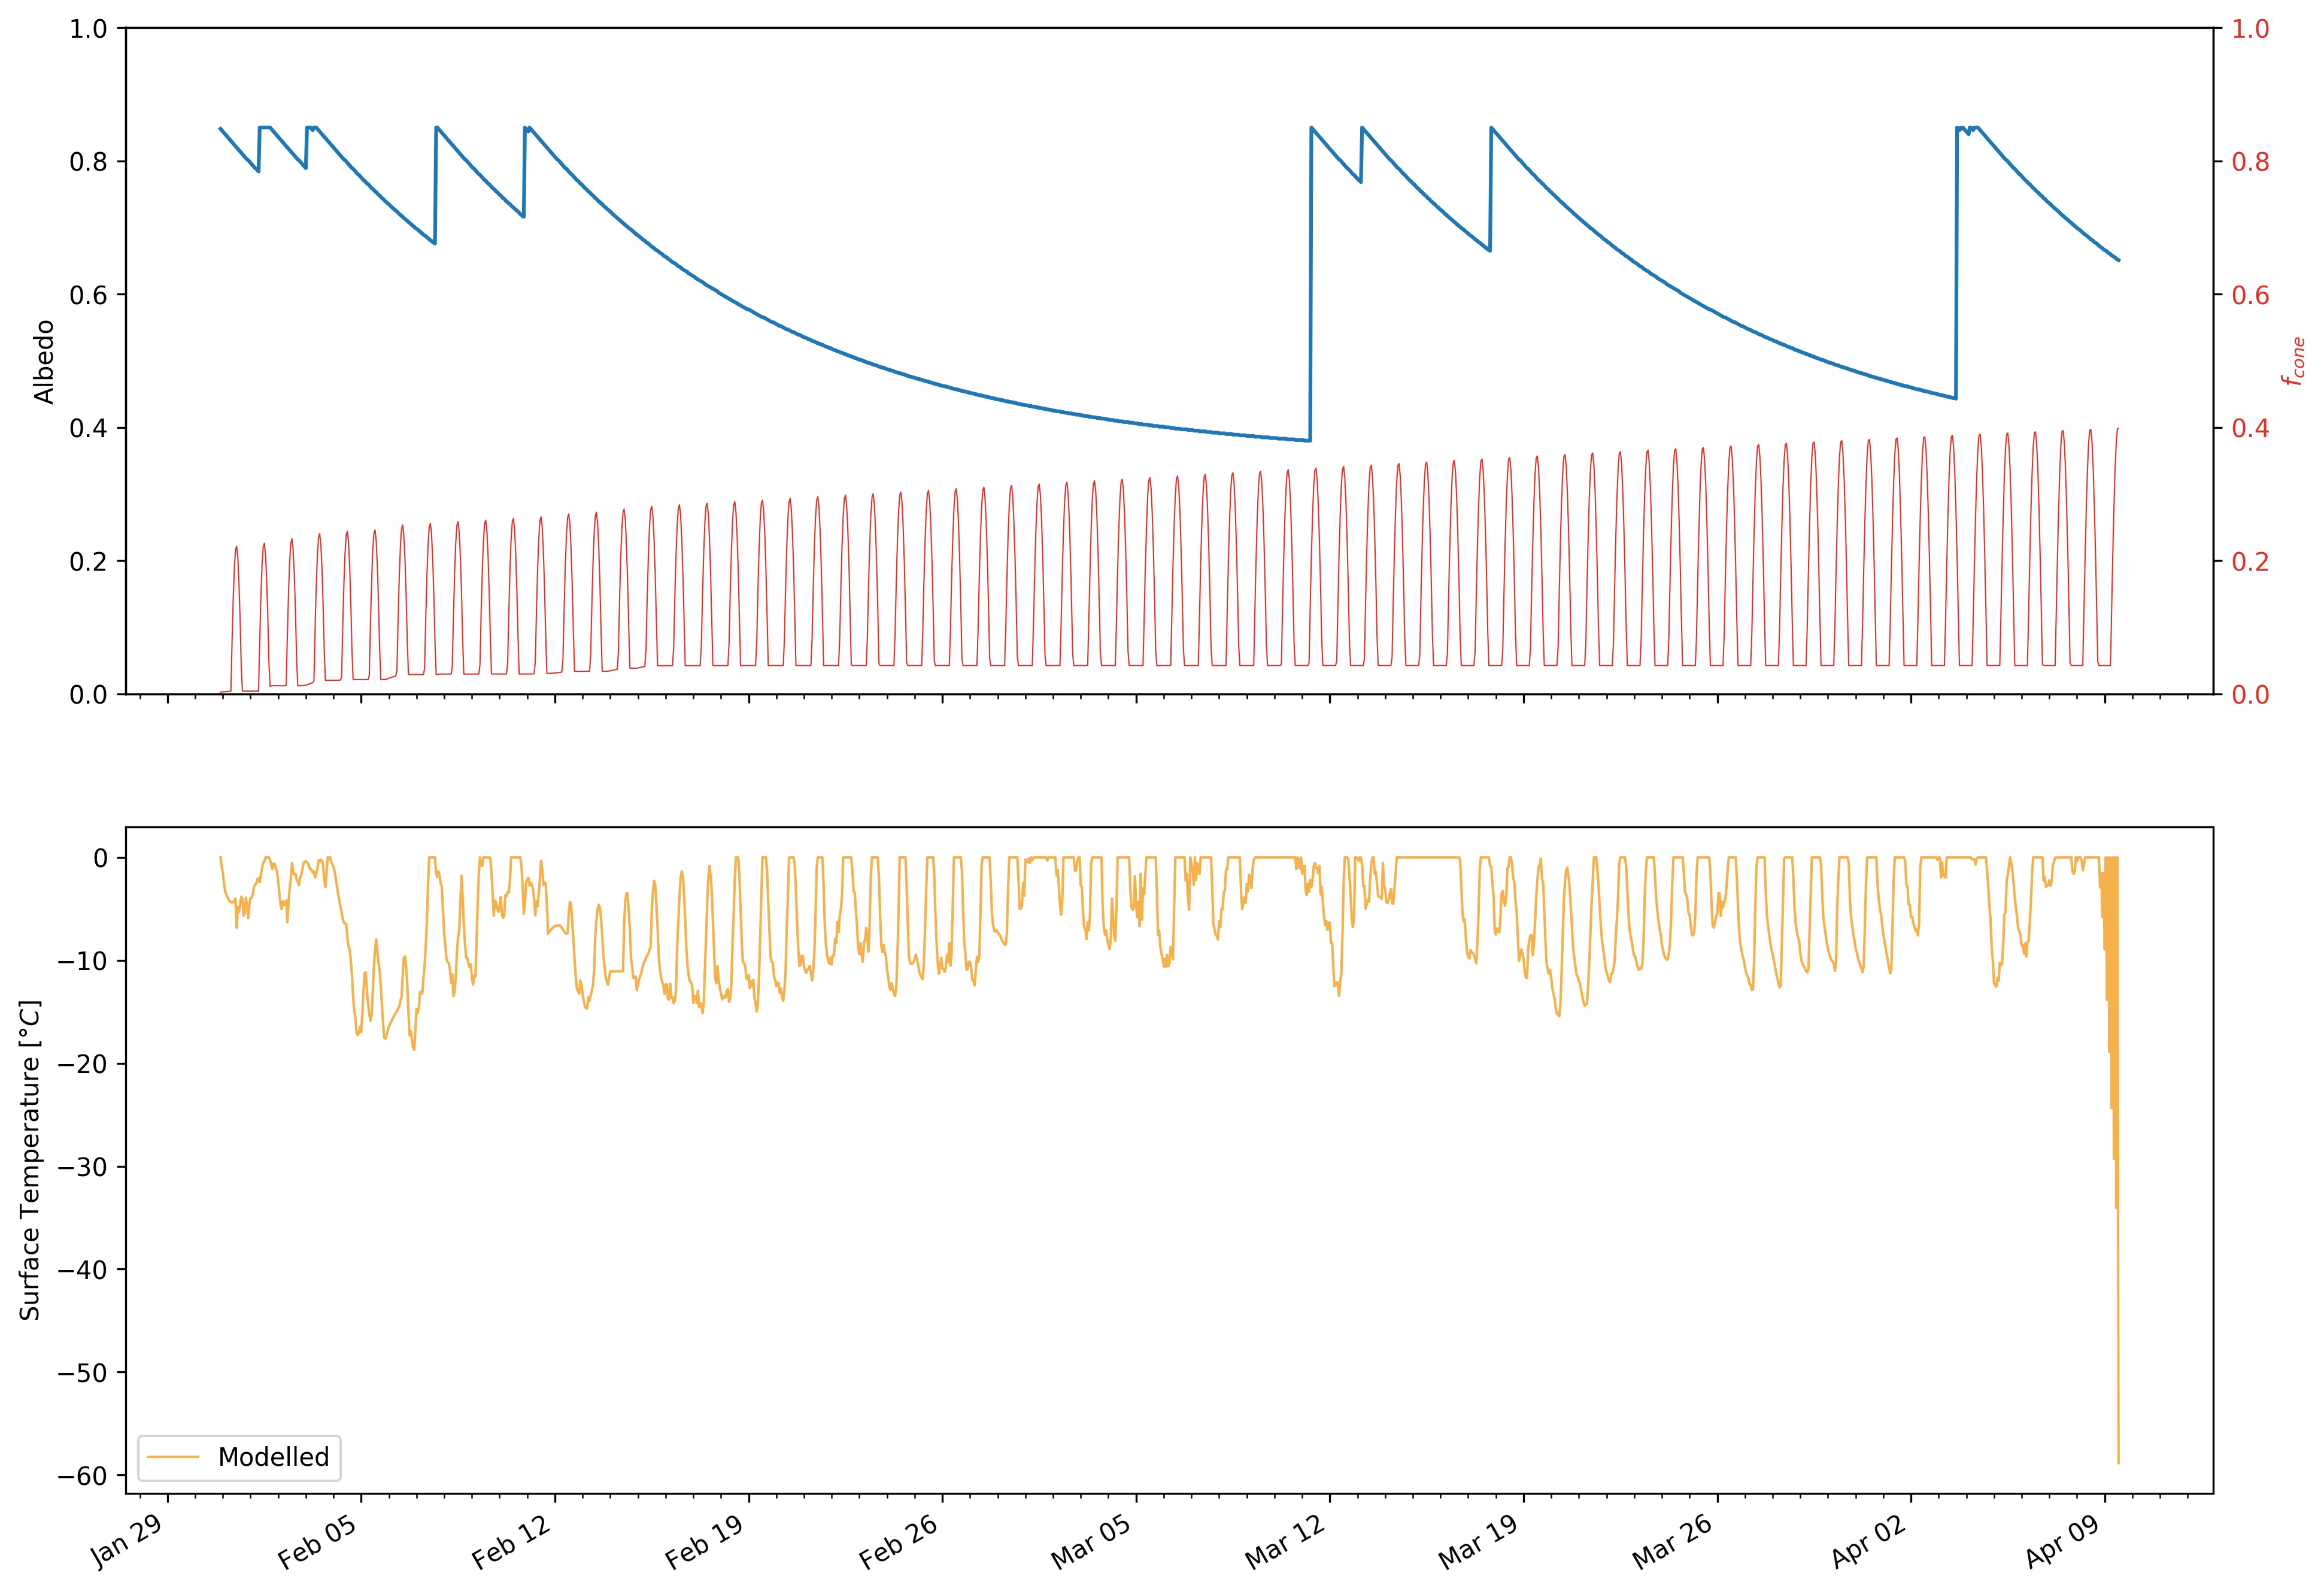 1.0
0.8
0.6
0.4
0.2
0.0
Albedo
1.0
0.8
0.6
0.4
0.2
0.0
f_cone
0
−10
−20
−30
−40
−50
−60
Surface Temperature [°C]
Modelled
Jan 29
Feb 05
Feb 12
Feb 19
Feb 26
Mar 05
Mar 12
Mar 19
Mar 26
Apr 02
Apr 09